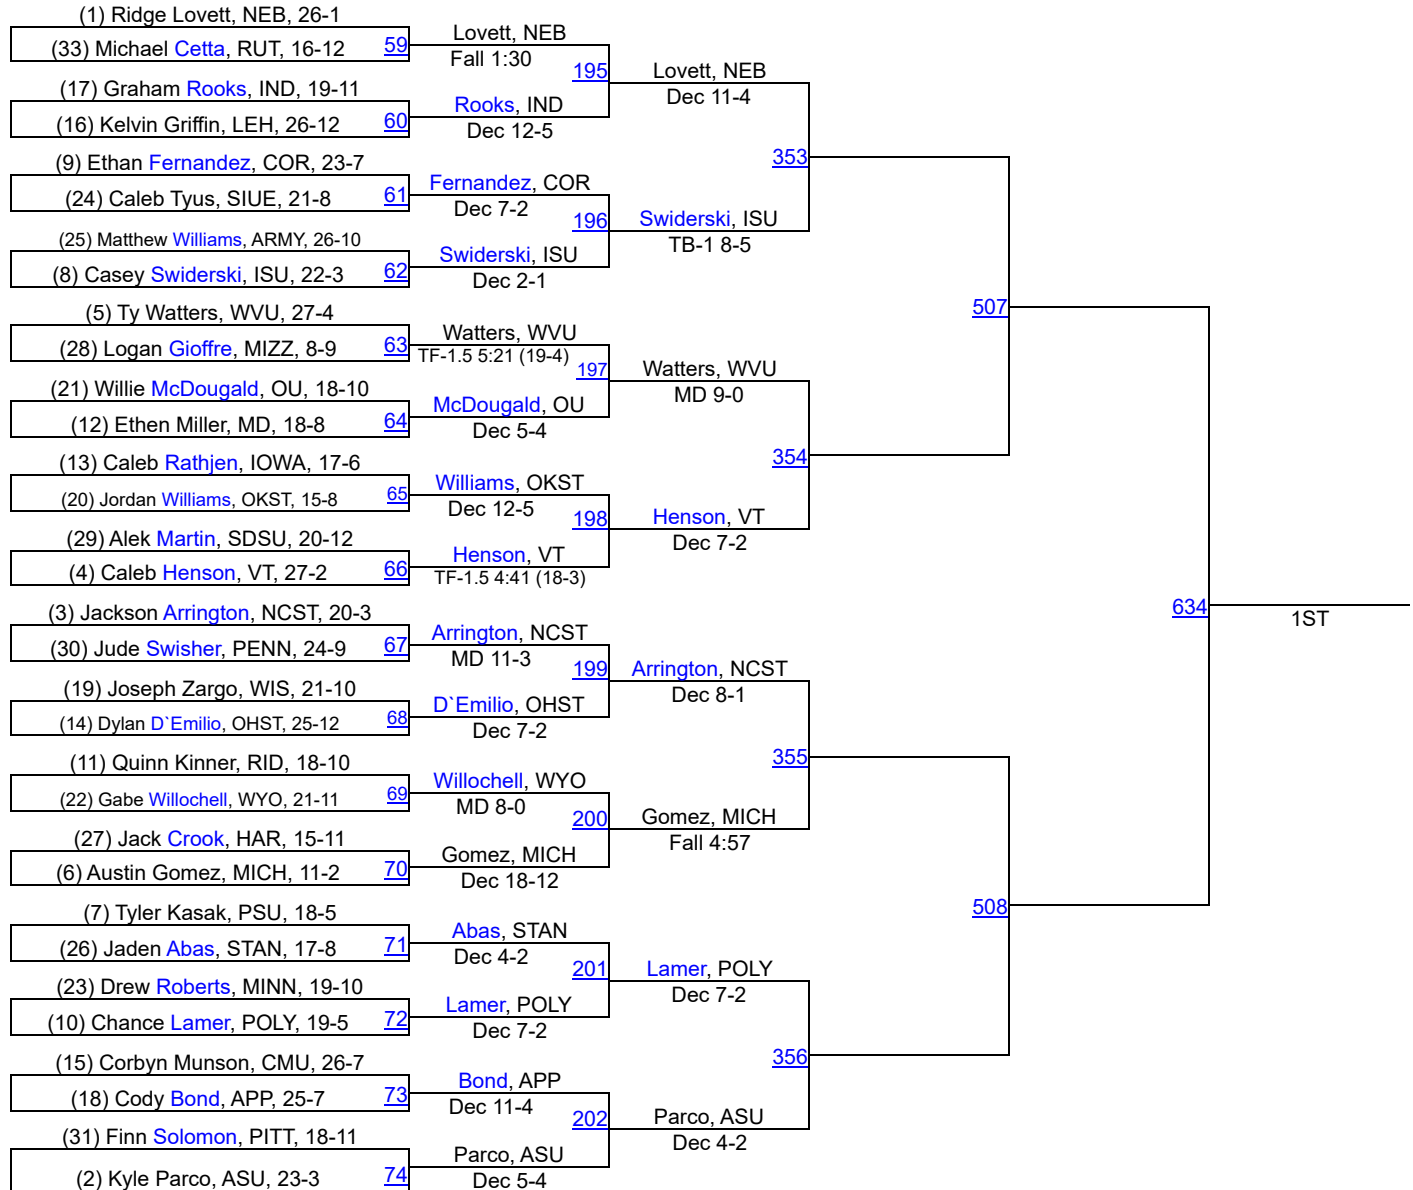 (1) Ridge Lovett, NEB, 26-1
(33) Michael Cetta, RUT, 16-12
59
(17) Graham Rooks, IND, 19-11
(16) Kelvin Griffin, LEH, 26-12
60
(9) Ethan Fernandez, COR, 23-7
(24) Caleb Tyus, SIUE, 21-8
61
(25) Matthew Williams, ARMY, 26-10
(8) Casey Swiderski, ISU, 22-3
62
(5) Ty Watters, WVU, 27-4
(28) Logan Gioffre, MIZZ, 8-9
63
(21) Willie McDougald, OU, 18-10
(12) Ethen Miller, MD, 18-8
64
(13) Caleb Rathjen, IOWA, 17-6
(20) Jordan Williams, OKST, 15-8
65
(29) Alek Martin, SDSU, 20-12
(4) Caleb Henson, VT, 27-2
66
(3) Jackson Arrington, NCST, 20-3
(30) Jude Swisher, PENN, 24-9
67
(19) Joseph Zargo, WIS, 21-10
(14) Dylan D`Emilio, OHST, 25-12
68
(11) Quinn Kinner, RID, 18-10
(22) Gabe Willochell, WYO, 21-11
69
(27) Jack Crook, HAR, 15-11
(6) Austin Gomez, MICH, 11-2
70
(7) Tyler Kasak, PSU, 18-5
(26) Jaden Abas, STAN, 17-8
71
(23) Drew Roberts, MINN, 19-10
(10) Chance Lamer, POLY, 19-5
72
(15) Corbyn Munson, CMU, 26-7
(18) Cody Bond, APP, 25-7
73
(31) Finn Solomon, PITT, 18-11
(2) Kyle Parco, ASU, 23-3
74
Lovett, NEB
Fall 1:30
195
Rooks, IND
Dec 12-5
Fernandez, COR
Dec 7-2
196
Swiderski, ISU
Dec 2-1
Watters, WVU
TF-1.5 5:21 (19-4)
197
McDougald, OU
Dec 5-4
Williams, OKST
Dec 12-5
198
Henson, VT
TF-1.5 4:41 (18-3)
Arrington, NCST
MD 11-3
199
D`Emilio, OHST
Dec 7-2
Willochell, WYO
MD 8-0
200
Gomez, MICH
Dec 18-12
Abas, STAN
Dec 4-2
201
Lamer, POLY
Dec 7-2
Bond, APP
Dec 11-4
202
Parco, ASU
Dec 5-4
Lovett, NEB
Dec 11-4
353
Swiderski, ISU
TB-1 8-5
Watters, WVU
MD 9-0
354
Henson, VT
Dec 7-2
Arrington, NCST
Dec 8-1
355
Gomez, MICH
Fall 4:57
Lamer, POLY
Dec 7-2
356
Parco, ASU
Dec 4-2
507
508
634
1ST